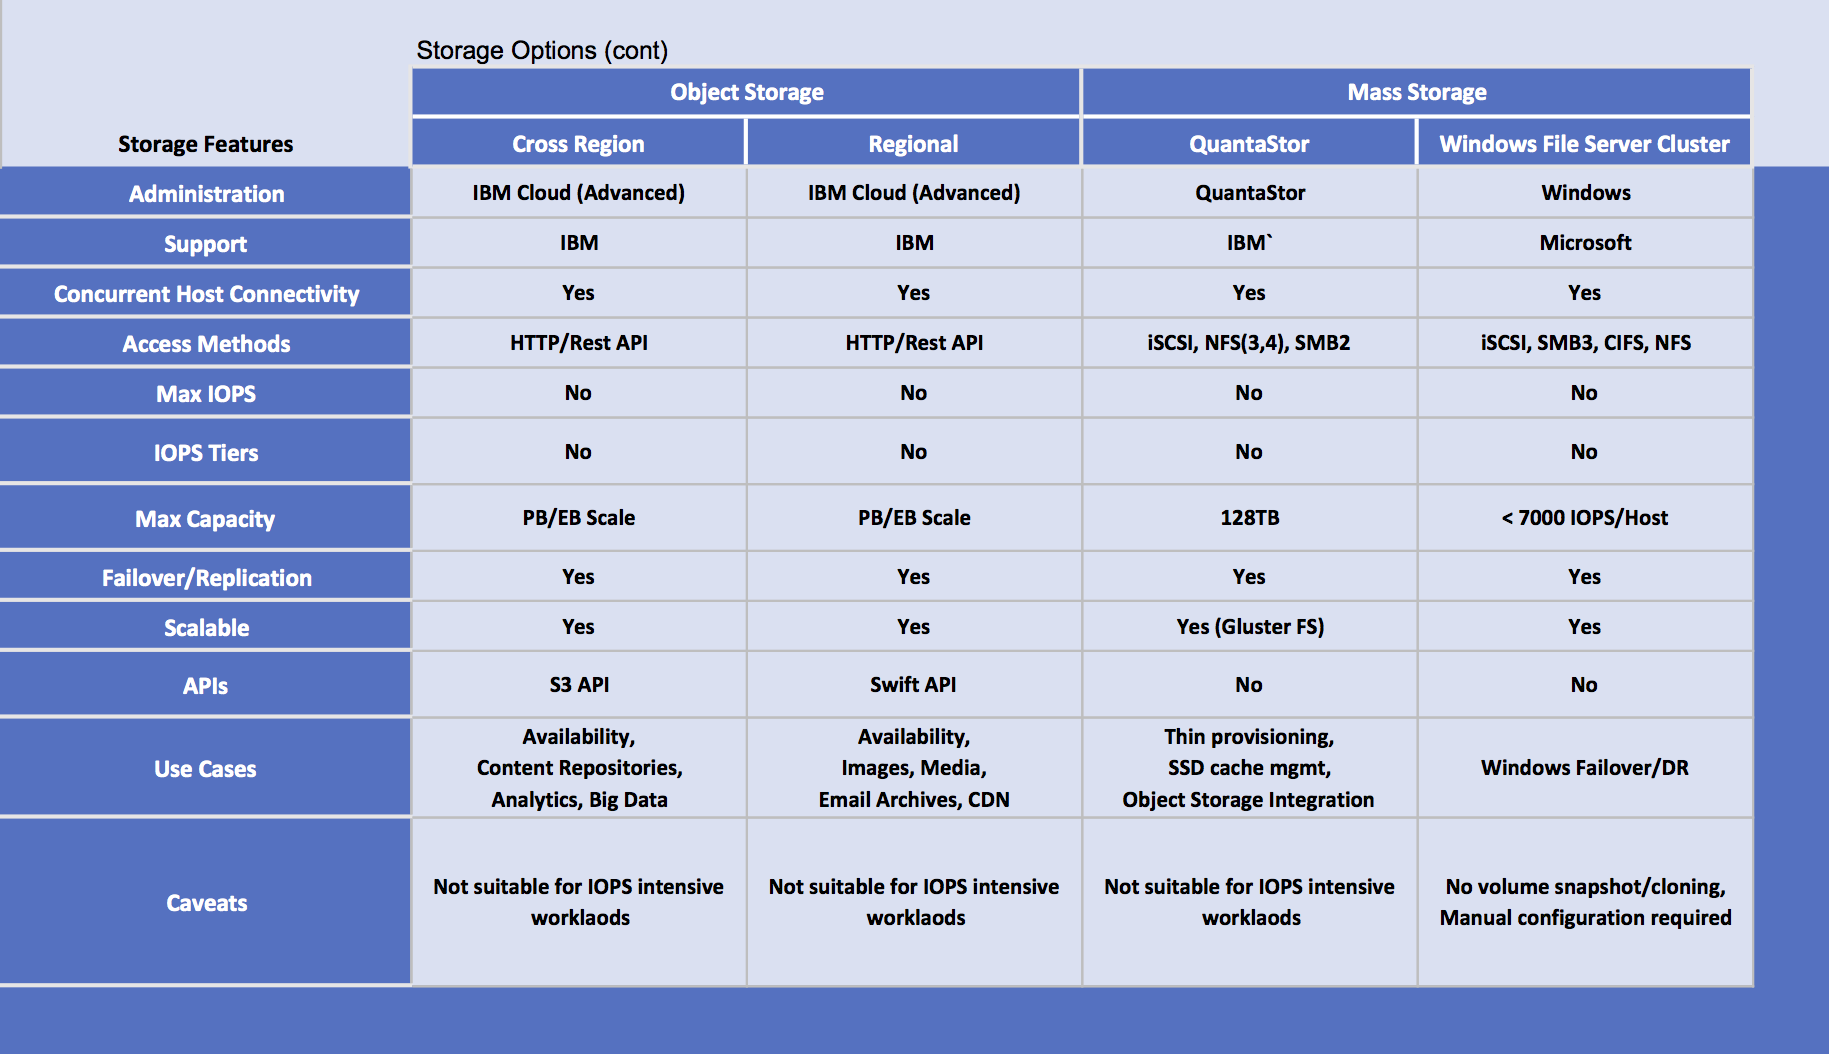 Storage Options (cont)
Object Storage Mass Storage
Storage Features Cross Region Regional QuantaStor Windows File Server Cluster
Administration IBM Cloud (Advanced) IBM Cloud (Advanced) QuantaStor Windows
Support IBM IBM IBM` Microsoft
Concurrent Host Connectivity Yes Yes Yes Yes
Access Methods HTTP/Rest API HTTP/Rest API iSCSI, NFS(3,4), SMB2 iSCSI, SMB3, CIFS, NFS
Max IOPS No No No No
IOPS Tiers No No No No
Max Capacity PB/EB Scale PB/EB Scale 128TB < 7000 IOPS/Host
Failover/Replication Yes Yes Yes Yes
Scalable Yes Yes Yes (Gluster FS) Yes
APIs S3 API Swift API No No
Availability, Availability, Thin provisioning,
Use Cases Content Repositories, Images, Media, SSD cache mgmt, Windows Failover/DR
Analytics, Big Data Email Archives, CDN Object Storage Integration
Not suitable for IOPS intensive Not suitable for IOPS intensive Not suitable for IOPS intensive No volume snapshot/cloning,
Caveats
worklaods worklaods worklaods Manual configuration required